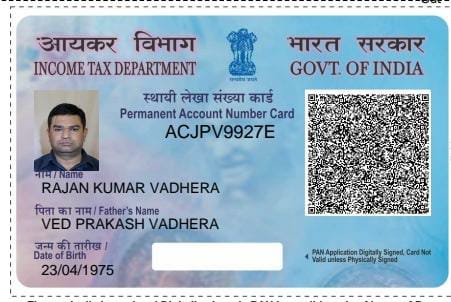 आयकर विभाग
INCOME TAX DEPARTMENT
सत्यमेव जयते
भारत सरकार
GOVT. OF INDIA
स्थायी लेखा संख्या कार्ड
Permanent Account Number Card
ACJPV9927E
नाम / Name
RAJAN KUMAR VADHERA
पिता का नाम / Father's Name
VED PRAKASH VADHERA
जन्म की तारीख /
Date of Birth
23/04/1975
PAN Application Digitally Signed, Card Not
Valid unless Physically Signed